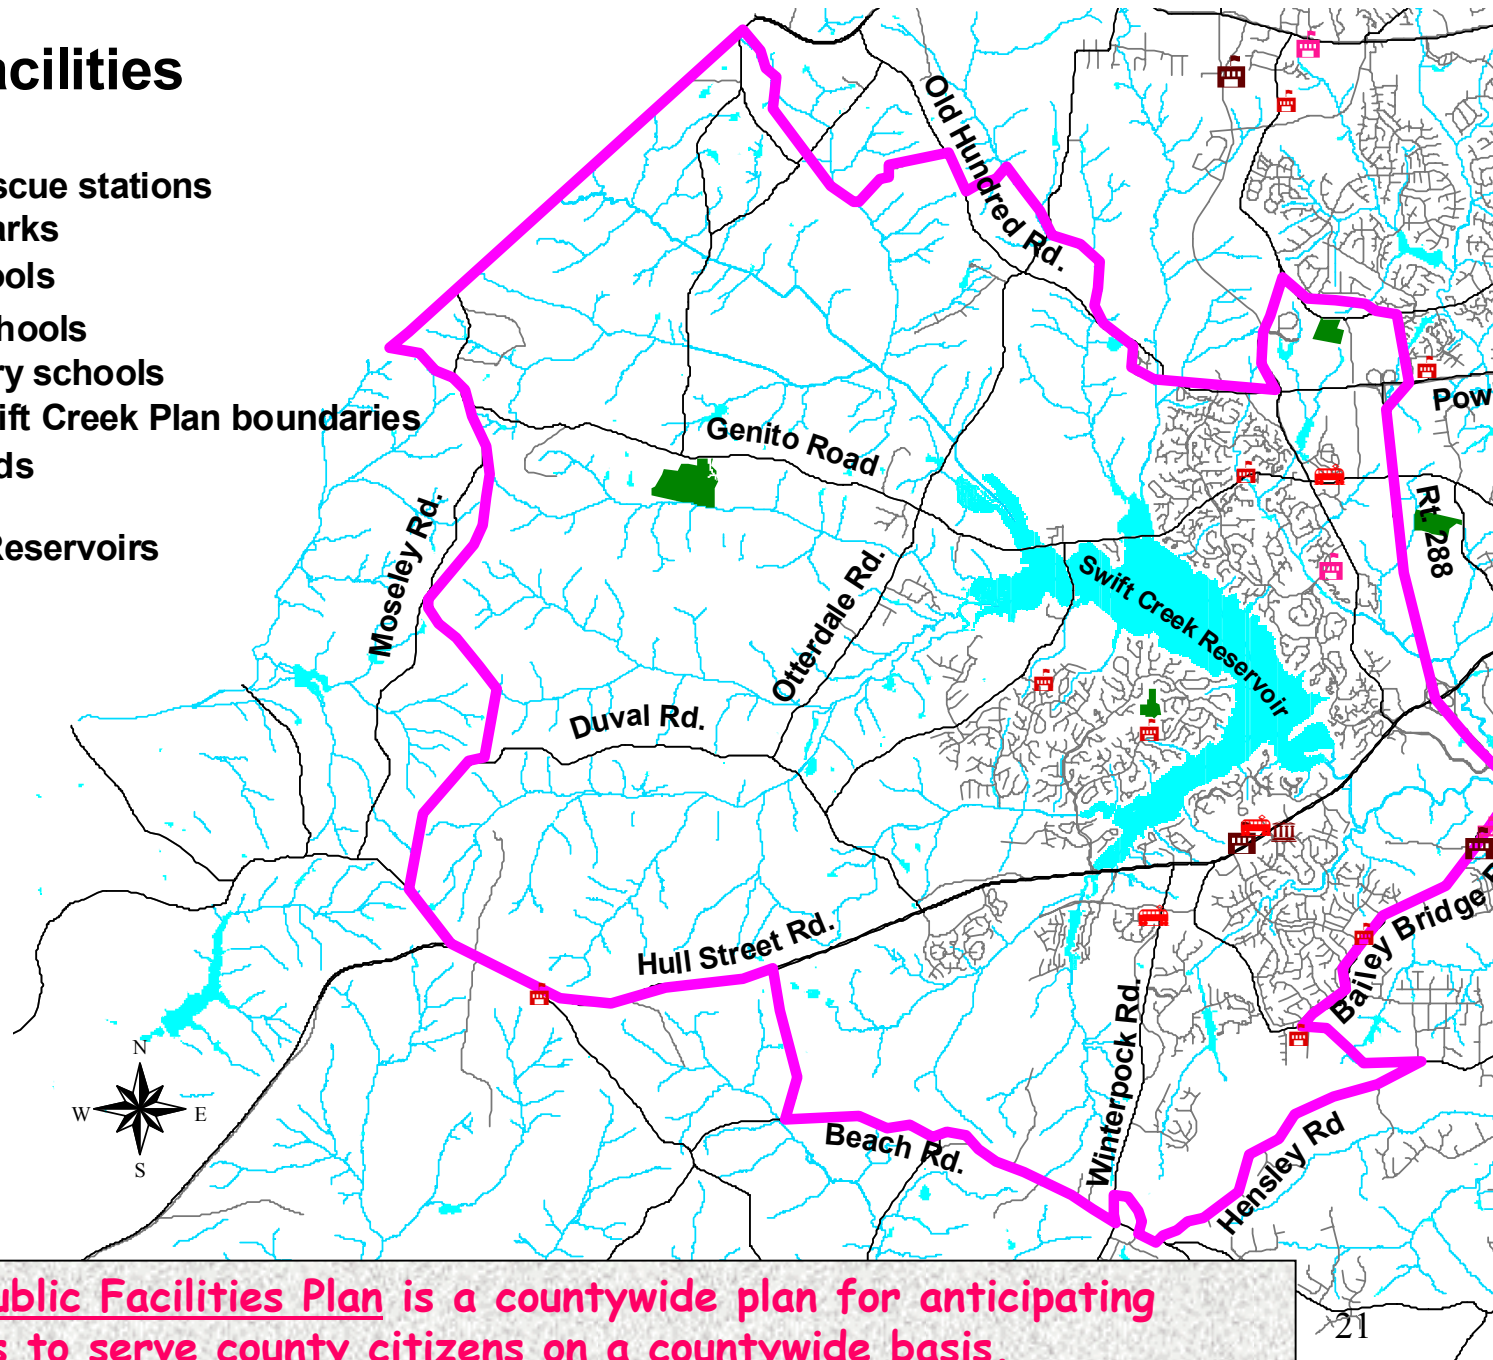 acilities
scue stations
arks
ools
hools
ry schools
ift Creek Plan boundaries
ds
Reservoirs
Old Hundred Rd.
Pow
Genito Road
Rt. 288
Moseley Rd.
Otterdale Rd.
Swift Creek Reservoir
Duval Rd.
Hull Street Rd.
Bailey Bridge R
Winterpock Rd.
Beach Rd.
Hensley Rd
N
W E
S
ublic Facilities Plan is a countywide plan for anticipating
s to serve county citizens on a countywide basis.
21